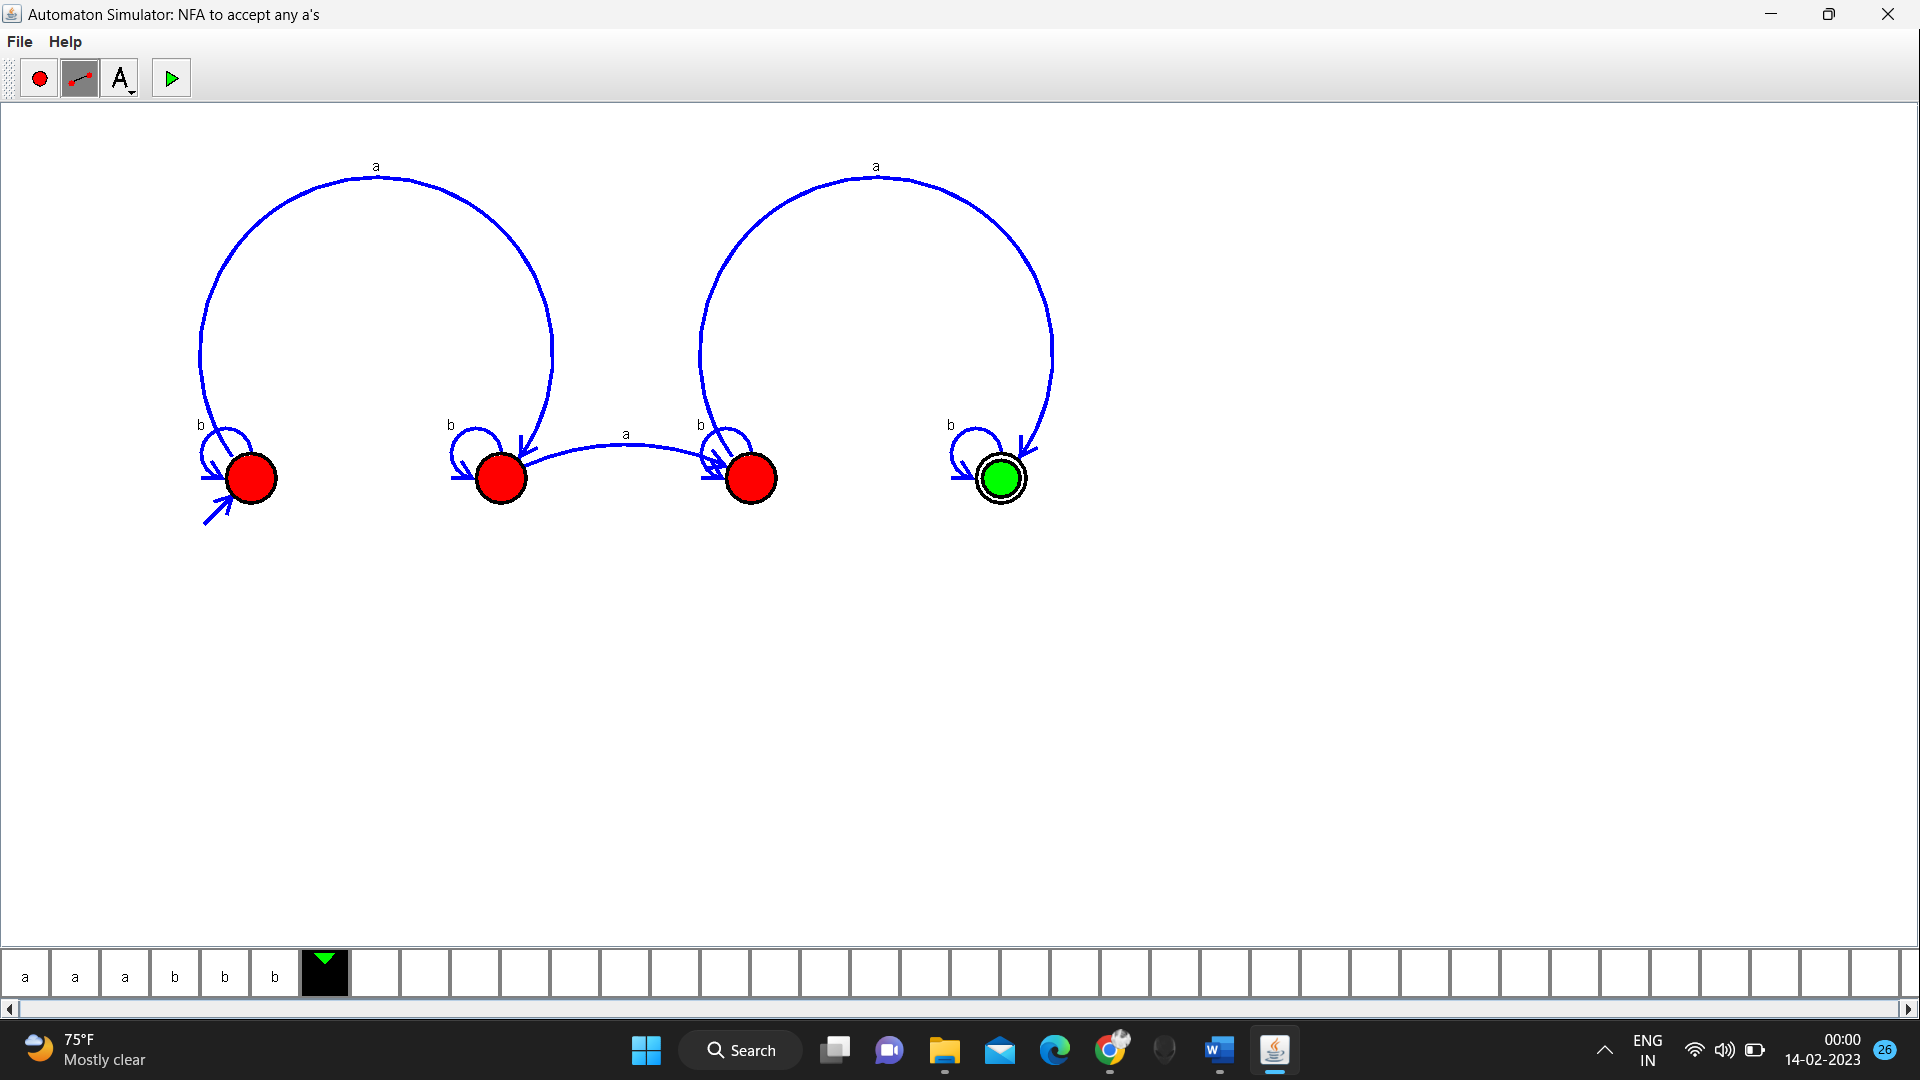 Automaton Simulator: NFA to accept any a's
File Help
A
a a
b b a b b
a a a b b b
75°F
Mostly clear
Search
ENG
IN
00:00
14-02-2023
26